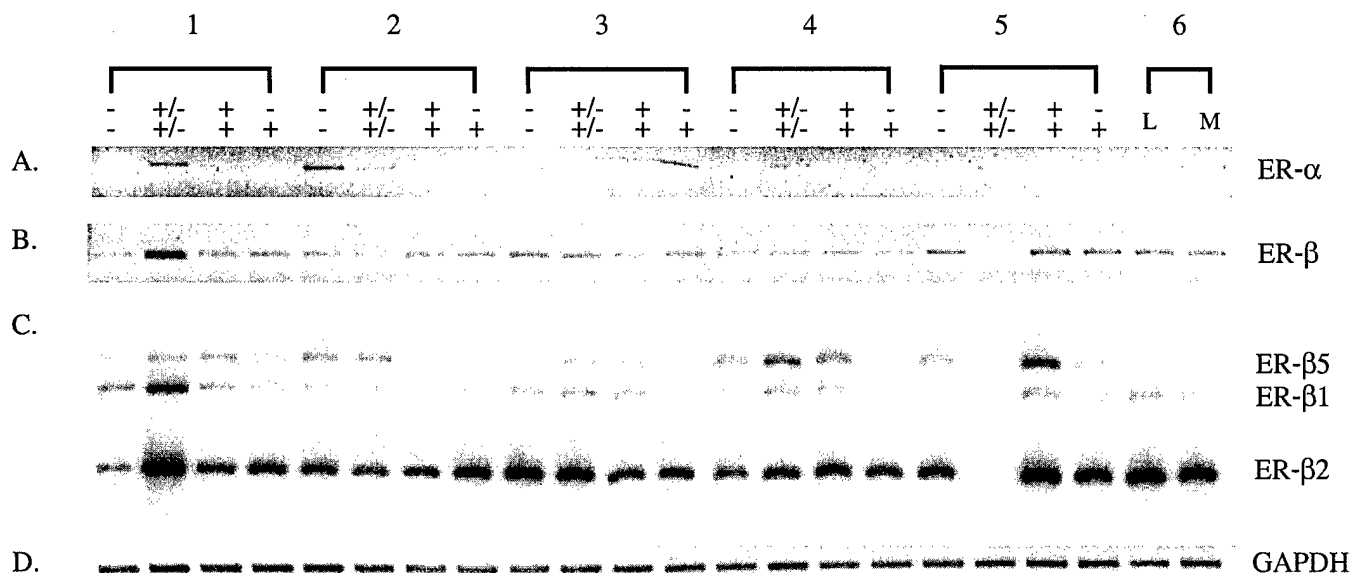 1 2 3 4 5 6
- +/- + - - +/- + - - +/- + - - +/- + - - +/- + -
- +/- + + - +/- + + - +/- + + - +/- + + - +/- + + L M
A. ER-α
B. ER-β
C.
ER-β5
ER-β1
ER-β2
D. GAPDH